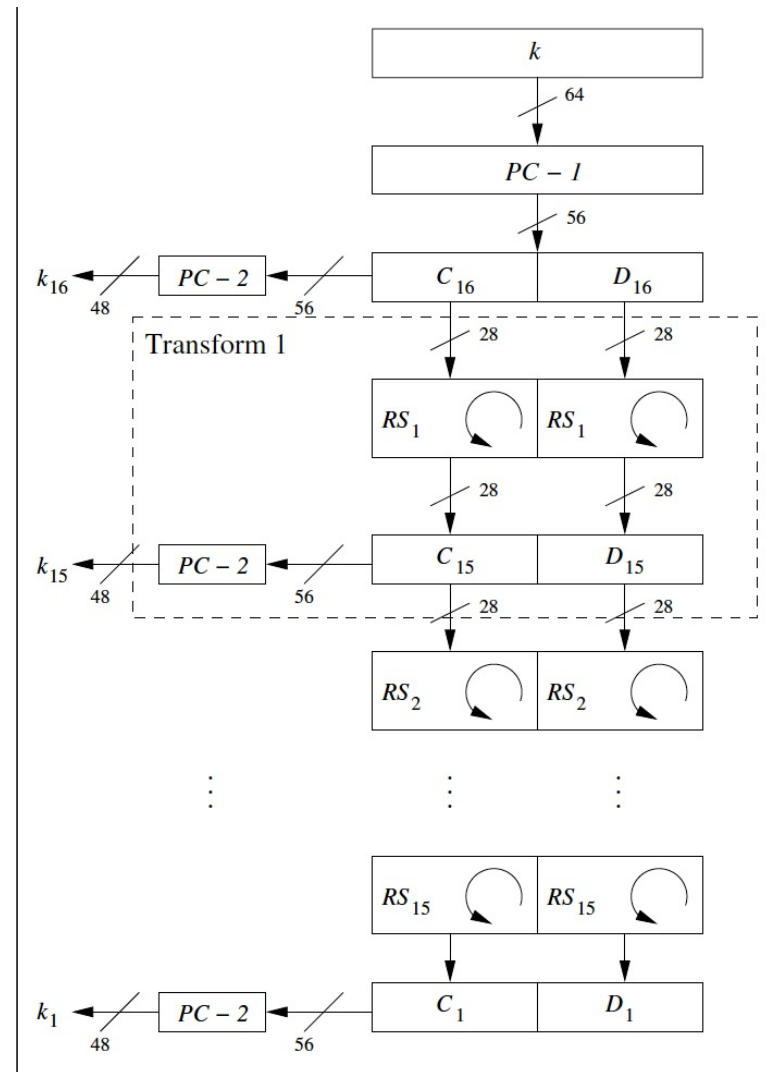 k
64
PC − 1
56
k16 48 PC − 2 56 C16 D16
Transform 1
28 28
RS1 RS1
28 28
k15 48 PC − 2 56 C15 D15
28 28
RS2 RS2
⋮ ⋮ ⋮
RS15 RS15
k1 48 PC − 2 56 C1 D1